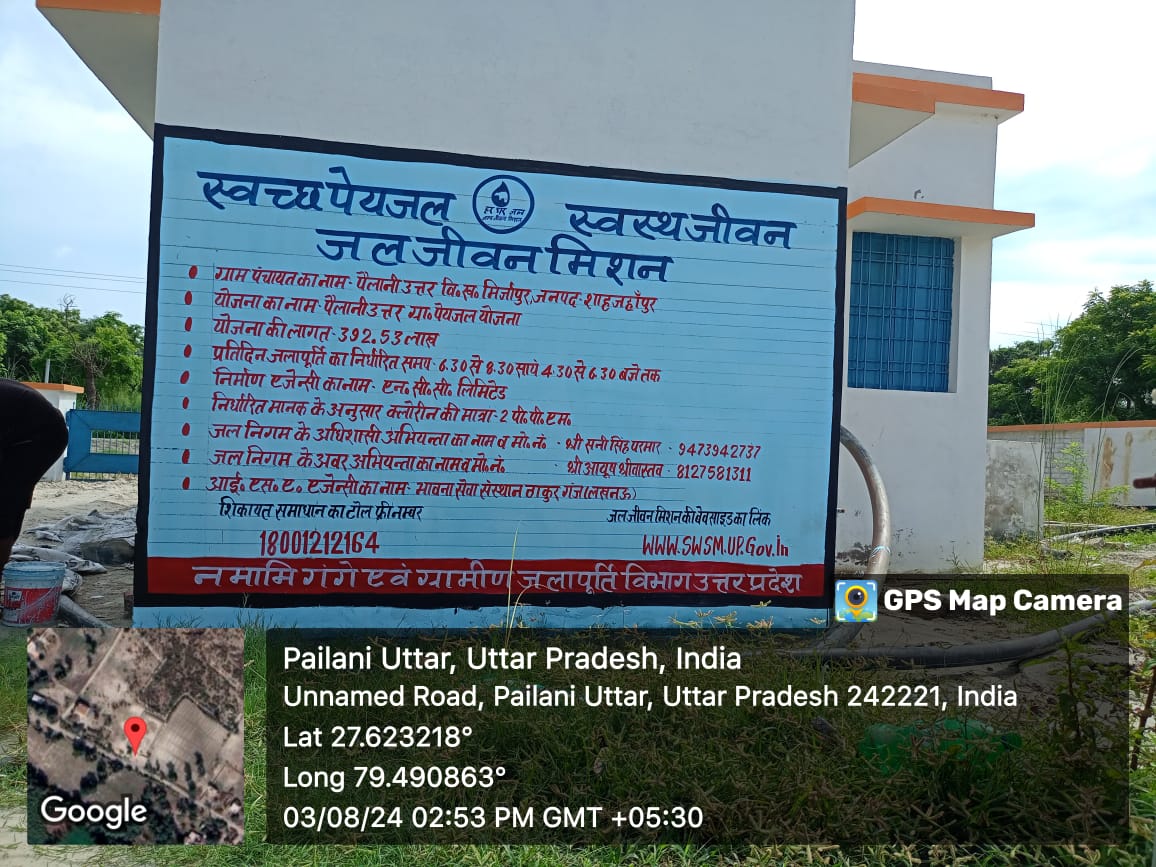 स्वच्छ पेयजल
हर घर जल
जल जीवन मिशन
स्वस्थ जीवन
जल जीवन मिशन
ग्राम पंचायत का नाम- पैलानी उत्तर वि०ख० मिर्जापुर, जनपद- शाहजहाँपुर
योजना का नाम- पैलानी उत्तर ग्रा० पेयजल योजना
योजना की लागत- 392.53 लाख
प्रतिदिन जलापूर्ति का निर्धारित समय- 6.30 से 8.30 सायं 4.30 से 6.30 बजे तक
निर्माण एजेन्सी का नाम- एन० सी० सी० लिमिटेड
निर्धारित मानक के अनुसार क्लोरीन की मात्रा- 2 पी० पी० एम०
जल निगम के अधिशासी अभियन्ता का नाम व मो० नं० - श्री सनी सिंह परमार - 9473942737
जल निगम के अवर अभियन्ता का नाम व मो० नं० श्री आयूष श्रीवास्तव - 8127581311
आई० एस० ए० एजेन्सी का नाम- भावना सेवा संस्थान ठाकुर गंज (लखनऊ)
शिकायत समाधान का टोल फ्री नम्बर जल जीवन मिशन की बेवसाइड का लिंक
18001212164 WWW.SWSM.UP.Gov.in
नमामि गंगे एवं ग्रामीण जलापूर्ति विभाग उत्तर प्रदेश
GPS Map Camera
Pailani Uttar, Uttar Pradesh, India
Unnamed Road, Pailani Uttar, Uttar Pradesh 242221, India
Lat 27.623218°
Long 79.490863°
03/08/24 02:53 PM GMT +05:30
Google